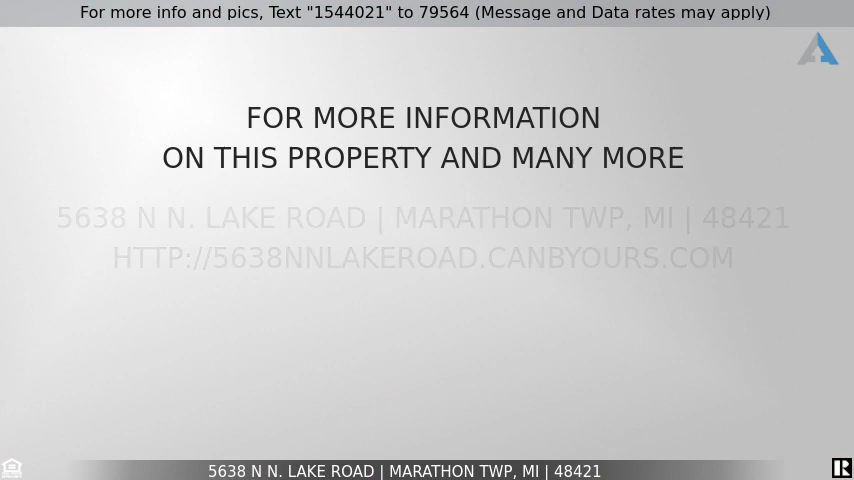 For more info and pics, Text "1544021" to 79564 (Message and Data rates may apply)
FOR MORE INFORMATION
ON THIS PROPERTY AND MANY MORE
5638 N N. LAKE ROAD | MARATHON TWP, MI | 48421
HTTP://5638NNLAKEROAD.CANBYOURS.COM
5638 N N. LAKE ROAD | MARATHON TWP, MI | 48421